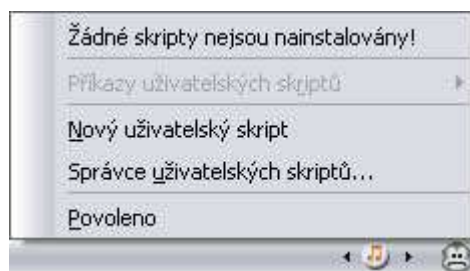 Žádné skripty nejsou nainstalovány!
Příkazy uživatelských skriptů
Nový uživatelský skript
Správce uživatelských skriptů...
Povoleno